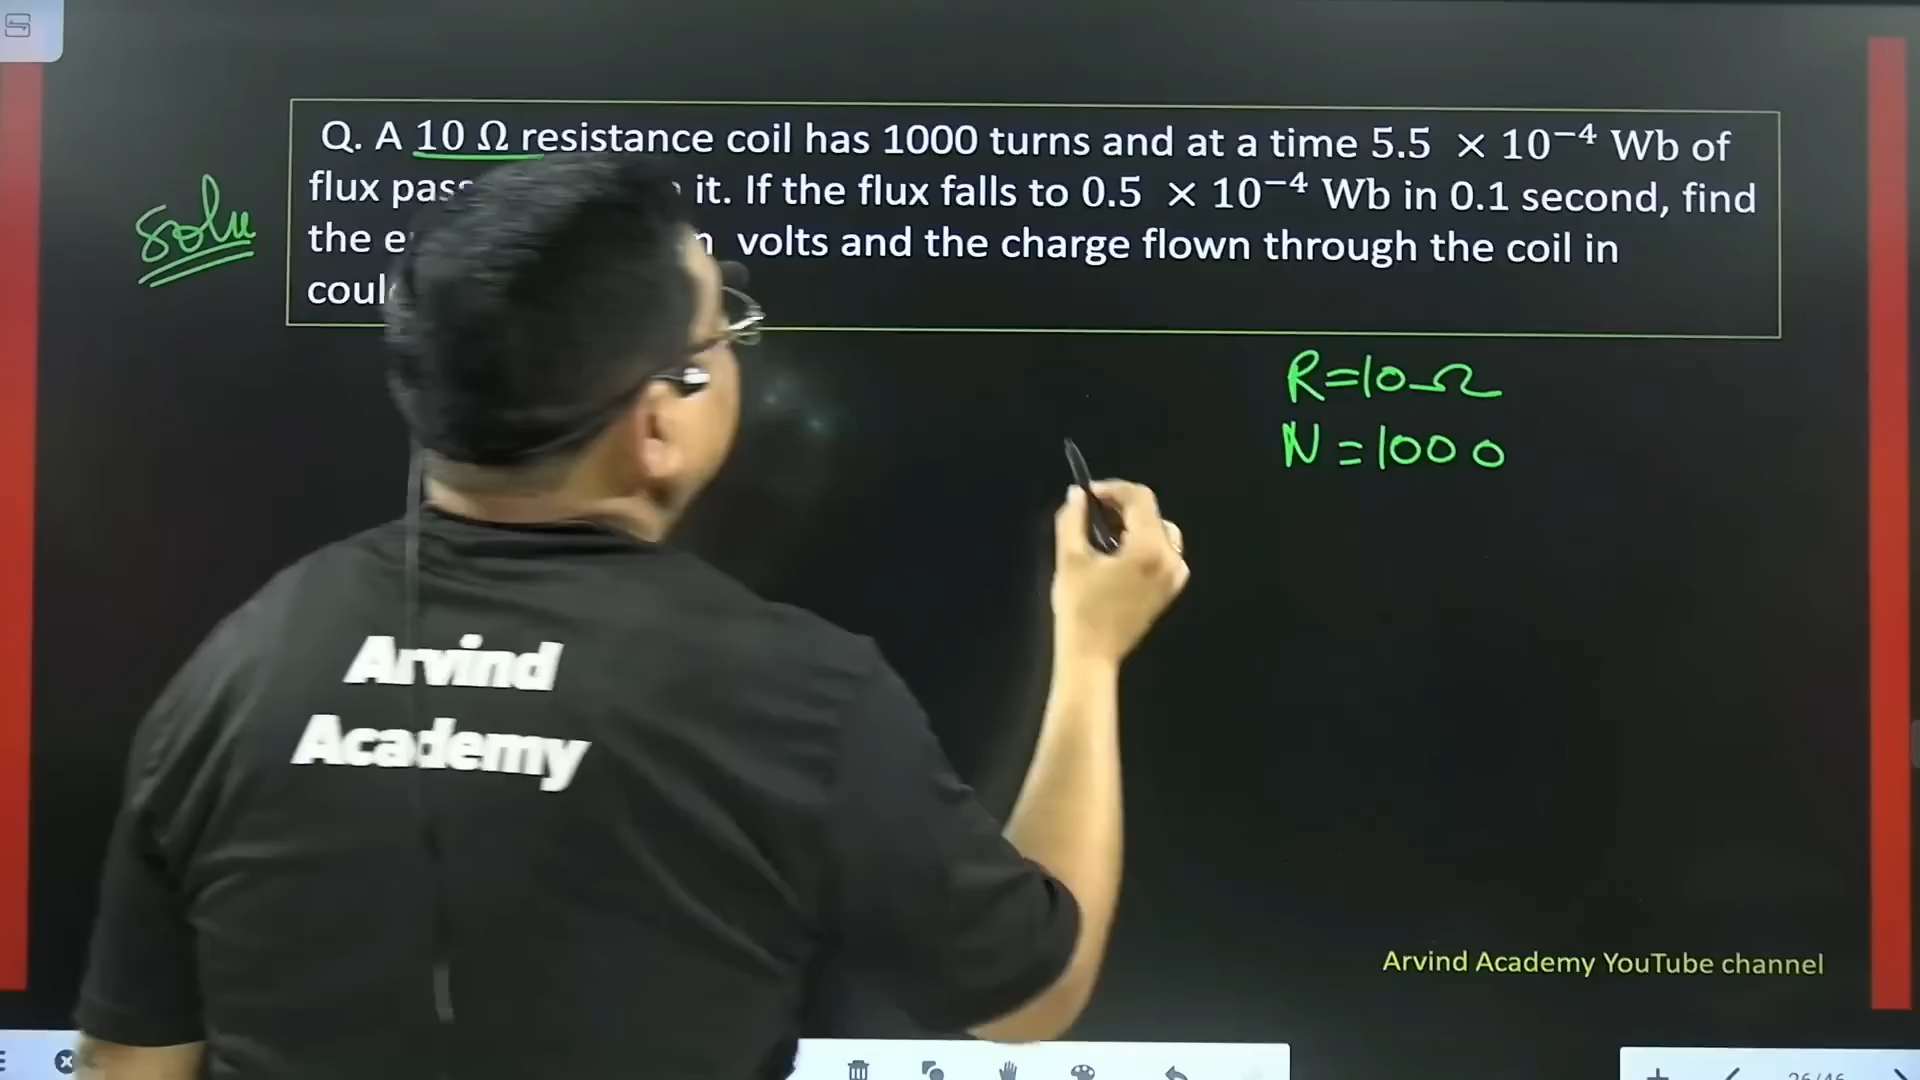 Q. A 10 Ω resistance coil has 1000 turns and at a time 5.5 × 10⁻⁴ Wb of
flux it. If the flux falls to 0.5 × 10⁻⁴ Wb in 0.1 second, find
the volts and the charge flown through the coil in
Solu
R=10Ω
N=1000
Arvind
Academy
Arvind Academy YouTube channel
26/46